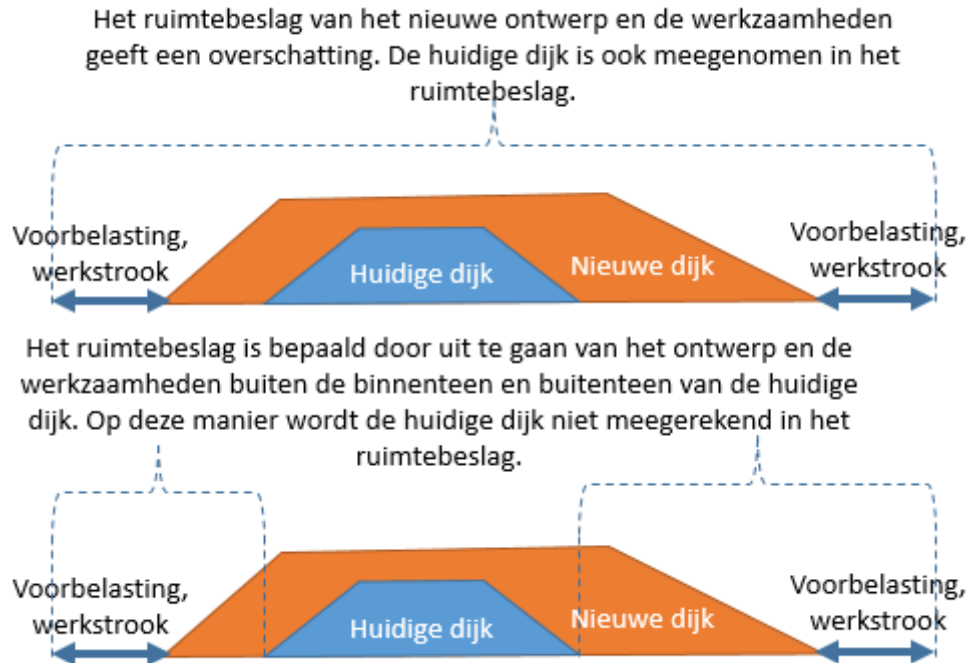 Het ruimtebeslag van het nieuwe ontwerp en de werkzaamheden
geeft een overschatting. De huidige dijk is ook meegenomen in het
ruimtebeslag.
Voorbelasting,
werkstrook
Huidige dijk
Nieuwe dijk
Voorbelasting,
werkstrook
Het ruimtebeslag is bepaald door uit te gaan van het ontwerp en de
werkzaamheden buiten de binnenteen en buitenteen van de huidige
dijk. Op deze manier wordt de huidige dijk niet meegerekend in het
ruimtebeslag.
Voorbelasting,
werkstrook
Huidige dijk
Nieuwe dijk
Voorbelasting,
werkstrook